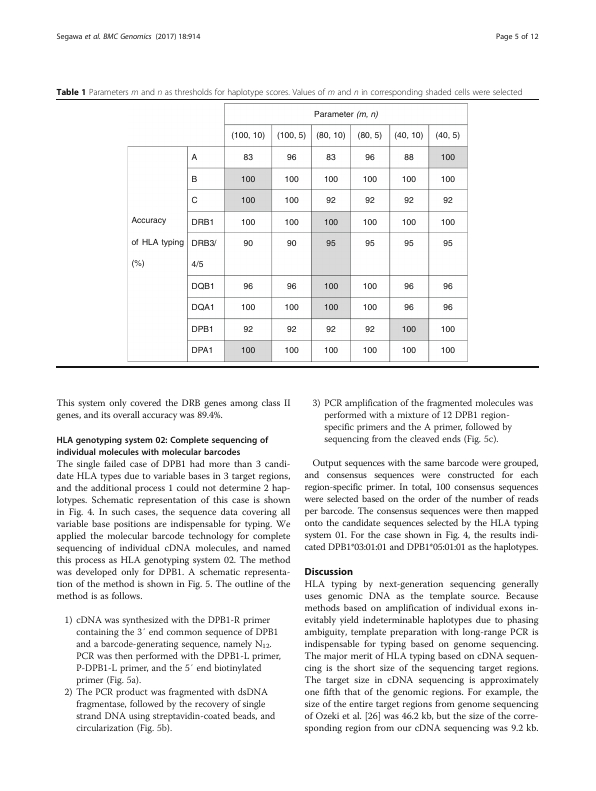 Segawa et al. BMC Genomics (2017) 18:914
Page 5 of 12
Table 1 Parameters m and n as thresholds for haplotype scores. Values of m and n in corresponding shaded cells were selected
Parameter (m, n)
(100, 10) (100, 5) (80, 10) (80, 5) (40, 10) (40, 5)
Accuracy of HLA typing (%)
A 83 96 83 96 88 100
B 100 100 100 100 100 100
C 100 100 92 92 92 92
DRB1 100 100 100 100 100 100
DRB3/4/5 90 90 95 95 95 95
DQB1 96 96 100 100 96 96
DQA1 100 100 100 100 96 96
DPB1 92 92 92 92 100 100
DPA1 100 100 100 100 100 100
This system only covered the DRB genes among class II
genes, and its overall accuracy was 89.4%.
HLA genotyping system 02: Complete sequencing of
individual molecules with molecular barcodes
The single failed case of DPB1 had more than 3 candi-
date HLA types due to variable bases in 3 target regions,
and the additional process 1 could not determine 2 hap-
lotypes. Schematic representation of this case is shown
in Fig. 4. In such cases, the sequence data covering all
variable base positions are indispensable for typing. We
applied the molecular barcode technology for complete
sequencing of individual cDNA molecules, and named
this process as HLA genotyping system 02. The method
was developed only for DPB1. A schematic representa-
tion of the method is shown in Fig. 5. The outline of the
method is as follows.
1) cDNA was synthesized with the DPB1-R primer
containing the 3´ end common sequence of DPB1
and a barcode-generating sequence, namely N12.
PCR was then performed with the DPB1-L primer,
P-DPB1-L primer, and the 5´ end biotinylated
primer (Fig. 5a).
2) The PCR product was fragmented with dsDNA
fragmentase, followed by the recovery of single
strand DNA using streptavidin-coated beads, and
circularization (Fig. 5b).
3) PCR amplification of the fragmented molecules was
performed with a mixture of 12 DPB1 region-
specific primers and the A primer, followed by
sequencing from the cleaved ends (Fig. 5c).
Output sequences with the same barcode were grouped,
and consensus sequences were constructed for each
region-specific primer. In total, 100 consensus sequences
were selected based on the order of the number of reads
per barcode. The consensus sequences were then mapped
onto the candidate sequences selected by the HLA typing
system 01. For the case shown in Fig. 4, the results indi-
cated DPB1*03:01:01 and DPB1*05:01:01 as the haplotypes.
Discussion
HLA typing by next-generation sequencing generally
uses genomic DNA as the template source. Because
methods based on amplification of individual exons in-
evitably yield indeterminable haplotypes due to phasing
ambiguity, template preparation with long-range PCR is
indispensable for typing based on genome sequencing.
The major merit of HLA typing based on cDNA sequen-
cing is the short size of the sequencing target regions.
The target size in cDNA sequencing is approximately
one fifth that of the genomic regions. For example, the
size of the entire target regions from genome sequencing
of Ozeki et al. [26] was 46.2 kb, but the size of the corre-
sponding region from our cDNA sequencing was 9.2 kb.